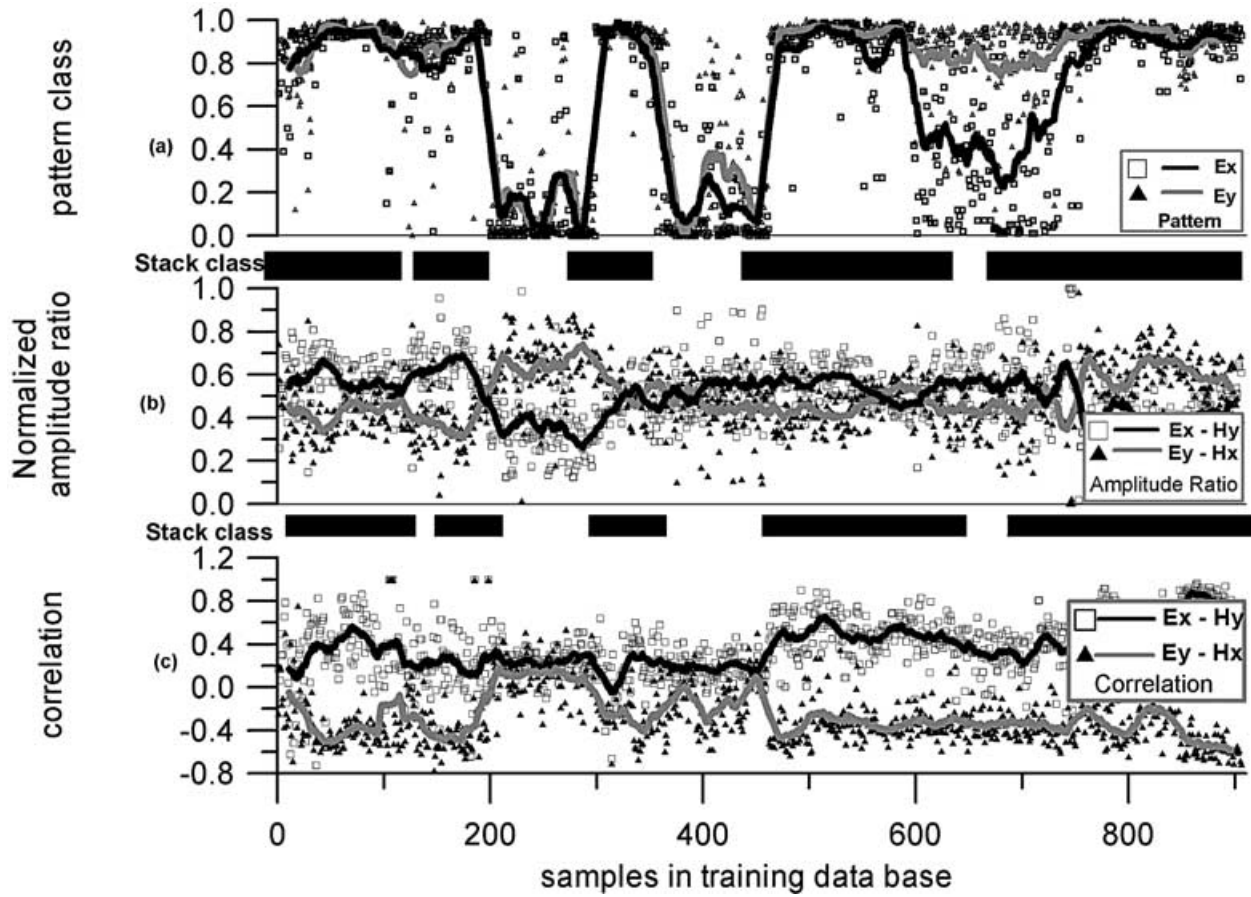 pattern class
1.0
0.8
0.6
(a)
0.4
0.2
0.0
Ex
Ey
Pattern
Stack class
Normalized
amplitude ratio
1.0
0.8
0.6
(b)
0.4
0.2
0.0
Ex - Hy
Ey - Hx
Amplitude Ratio
Stack class
correlation
1.2
0.8
0.4
(c)
0.0
-0.4
-0.8
Ex - Hy
Ey - Hx
Correlation
0 200 400 600 800
samples in training data base